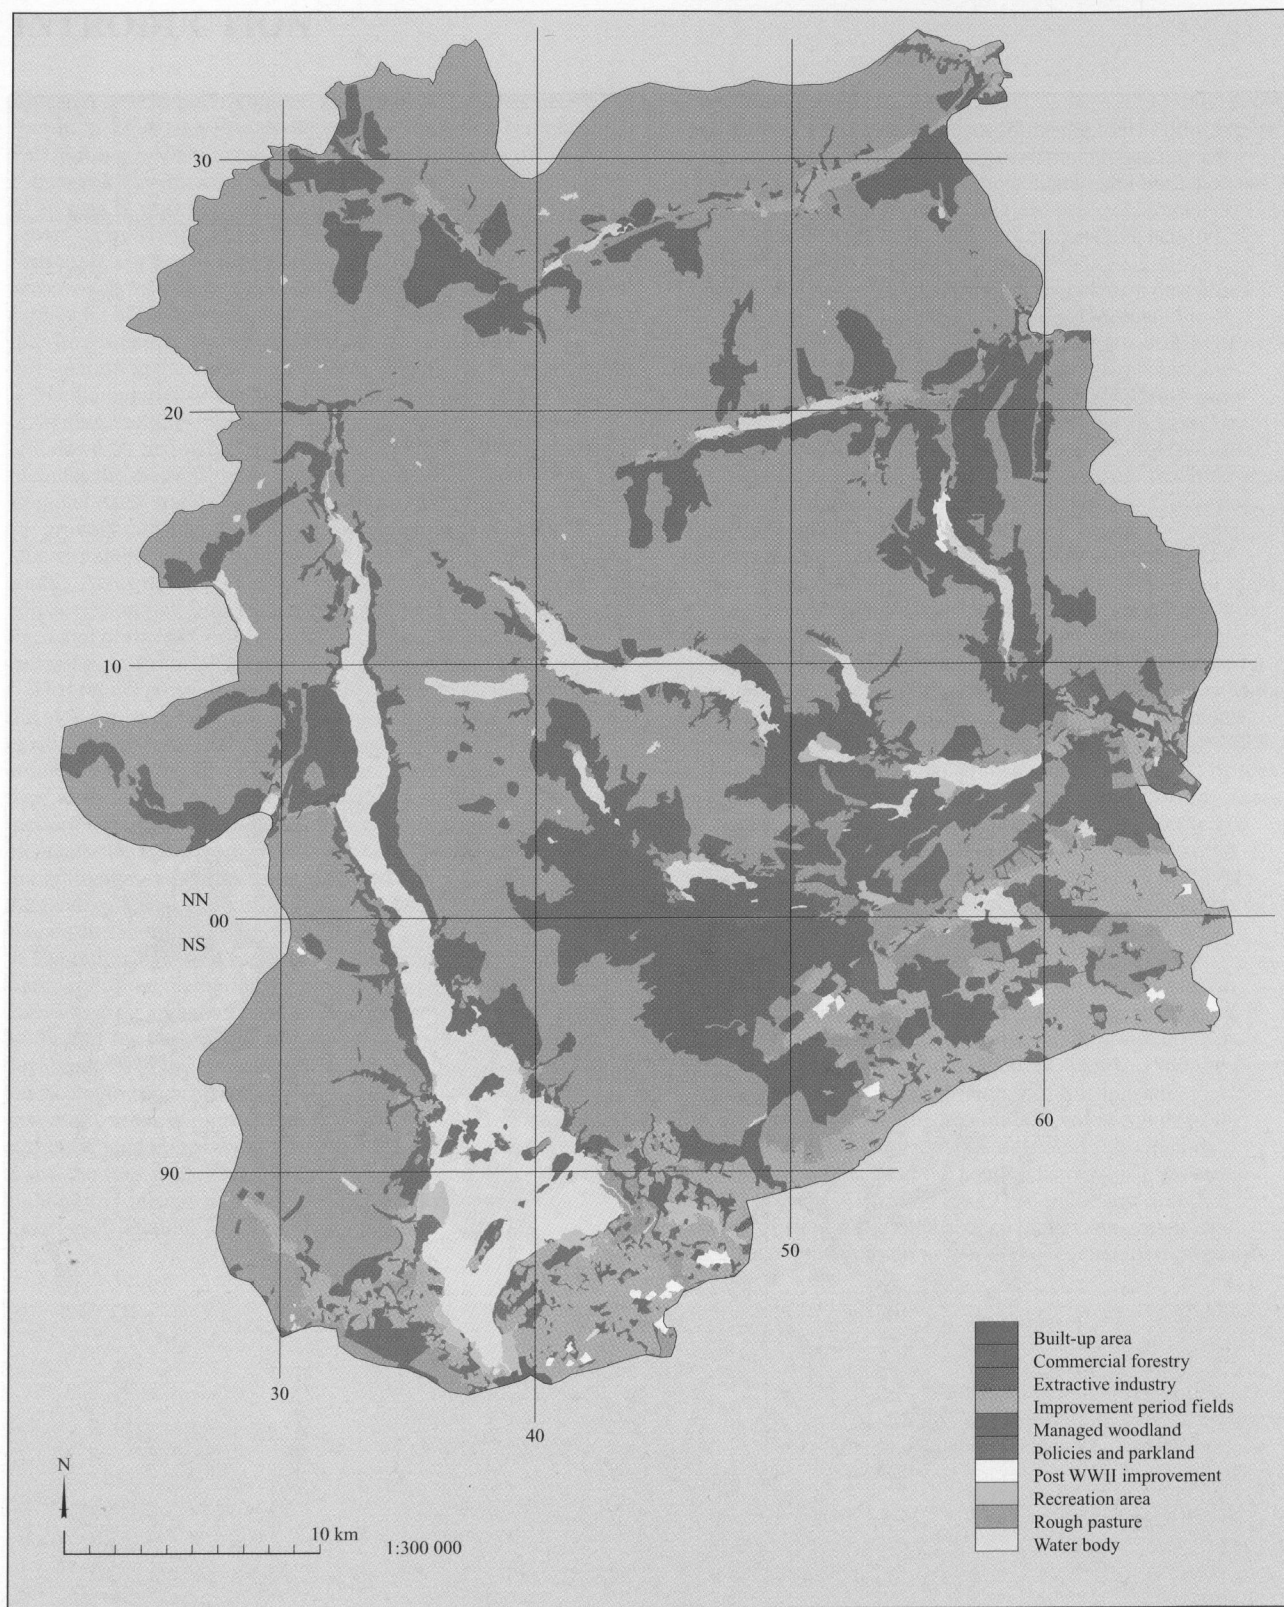 30
20
10
NN
00
NS
90
60
50
30
40
Built-up area
Commercial forestry
Extractive industry
Improvement period fields
Managed woodland
Policies and parkland
Post WWII improvement
Recreation area
Rough pasture
Water body
N
10 km
1:300 000